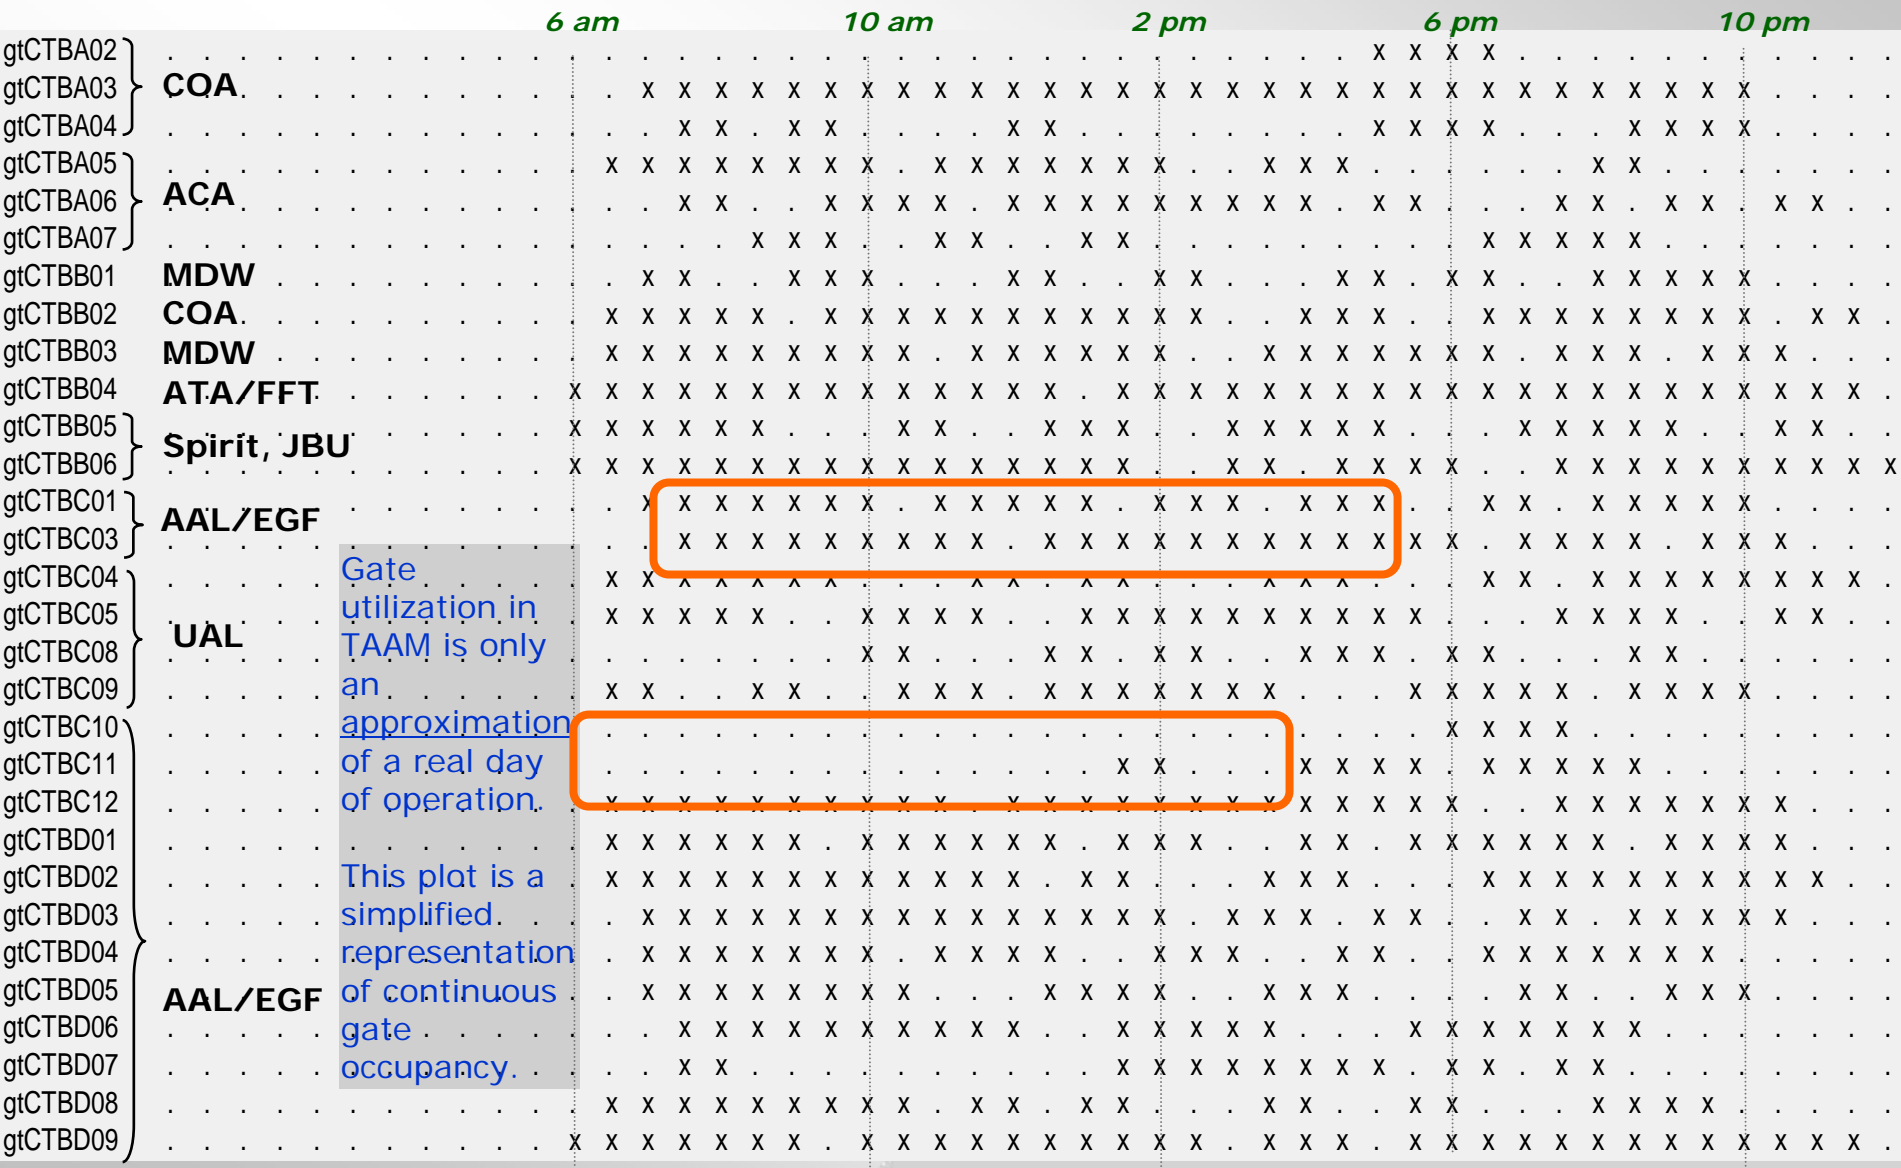 6 am 10 am 2 pm 6 pm 10 pm
gtCTBA02 X X X X
gtCTBA03 COA X X X X X X X X X X X X X X X X X X X X X X X X X X X X X X X
gtCTBA04 X X X X X X X X X X X X X X
gtCTBA05 X X X X X X X X X X X X X X X X X X X X
gtCTBA06 ACA X X X X X X X X X X X X X X X X X X X X X X X
gtCTBA07 X X X X X X X X X X X X
gtCTBB01 MDW X X X X X X X X X X X X X X X X X X
gtCTBB02 COA X X X X X X X X X X X X X X X X X X X X X X X X X X X X X
gtCTBB03 MDW X X X X X X X X X X X X X X X X X X X X X X X X X X X X
gtCTBB04 ATA/FFT X X X X X X X X X X X X X X X X X X X X X X X X X X X X X X X X X X X
gtCTBB05 X X X X X X X X X X X X X X X X X X X X X X X
Spirit, JBU
gtCTBB06 X X X X X X X X X X X X X X X X X X X X X X X X X X X X X X X X
gtCTBC01 X X X X X X X X X X X X X X X X X X X X X X X X X
AAL/EGF
gtCTBC03 X X X X X X X X X X X X X X X X X X X X X X X X X X X X
gtCTBC04 X X X X X X X X X X X X X X X X X X X X X X X X
gtCTBC05 X X X X X X X X X X X X X X X X X X X X X X X X X
UAL
gtCTBC08 X X X X X X X X X X X X X
gtCTBC09 X X X X X X X X X X X X X X X X X X X X X X X
gtCTBC10 X X X X
gtCTBC11 X X X X X X X X X X X
gtCTBC12 X X X X X X X X X X X X X X X X X X X X X X X X X X X X X X
gtCTBD01 X X X X X X X X X X X X X X X X X X X X X X X X X X
gtCTBD02 X X X X X X X X X X X X X X X X X X X X X X X X X X X
gtCTBD03 X X X X X X X X X X X X X X X X X X X X X X X X X X X
gtCTBD04 X X X X X X X X X X X X X X X X X X X X X X X
gtCTBD05 AAL/EGF X X X X X X X X X X X X X X X X X X X X
gtCTBD06 X X X X X X X X X X X X X X X X X X X X X X
gtCTBD07 X X X X X X X X X X X X X X
gtCTBD08 X X X X X X X X X X X X X X X X X X X X X
gtCTBD09 X X X X X X X X X X X X X X X X X X X X X X X X X X X X X X X X X
Gate
utilization in
TAAM is only
an
approximation
of a real day
of operation.
This plot is a
simplified
representation
of continuous
gate
occupancy.